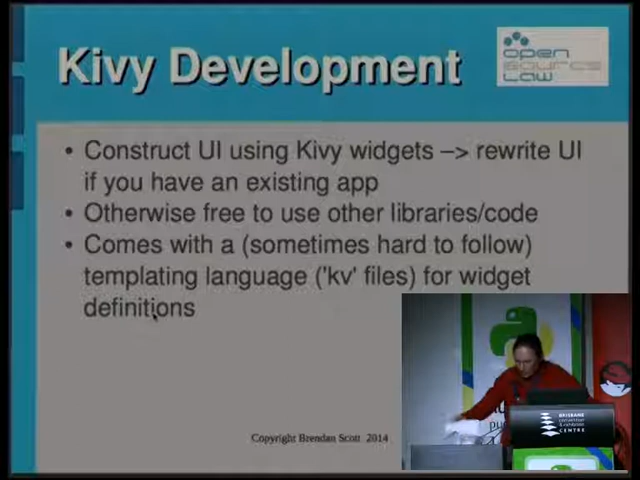 Kivy Development
open
source
Law
• Construct UI using Kivy widgets –> rewrite UI
if you have an existing app
• Otherwise free to use other libraries/code
• Comes with a (sometimes hard to follow)
templating language ('kv' files) for widget
definitions
Copyright Brendan Scott 2014
BRISBANE
CENTRE